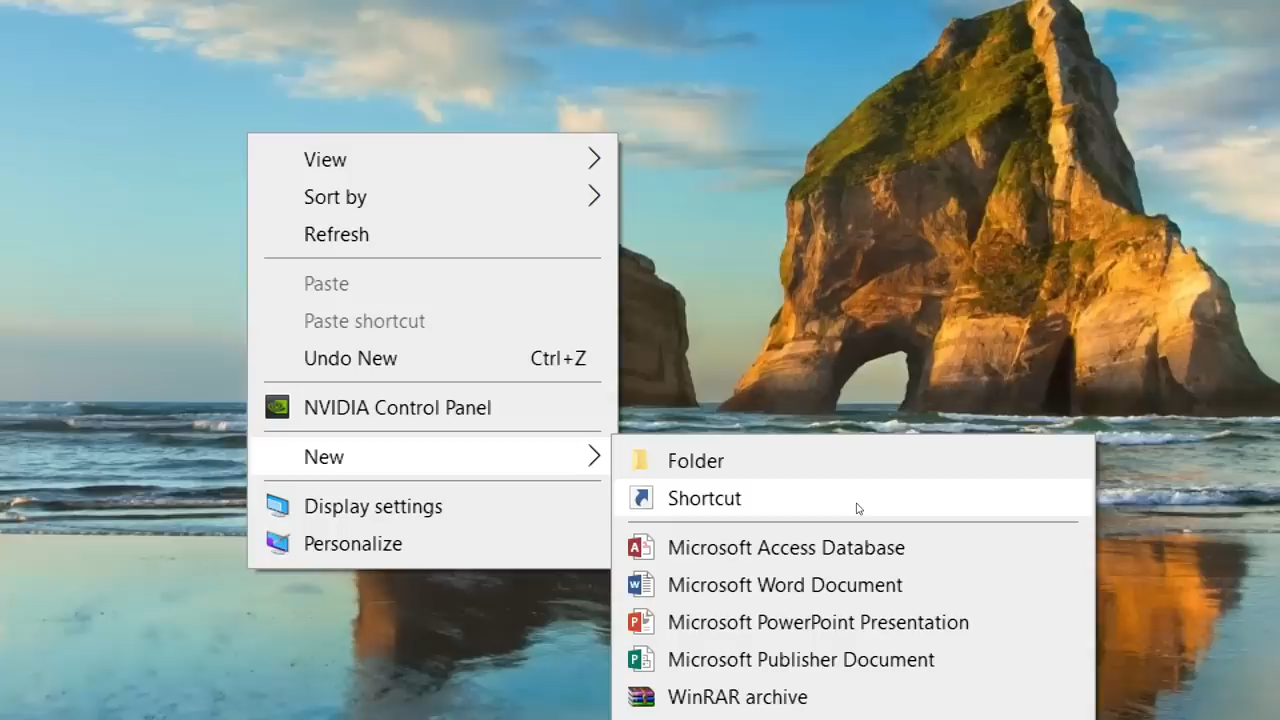 View
Sort by
Refresh
Paste
Paste shortcut
Undo New Ctrl+Z
NVIDIA Control Panel
New
Display settings
Personalize
Folder
Shortcut
Microsoft Access Database
Microsoft Word Document
Microsoft PowerPoint Presentation
Microsoft Publisher Document
WinRAR archive